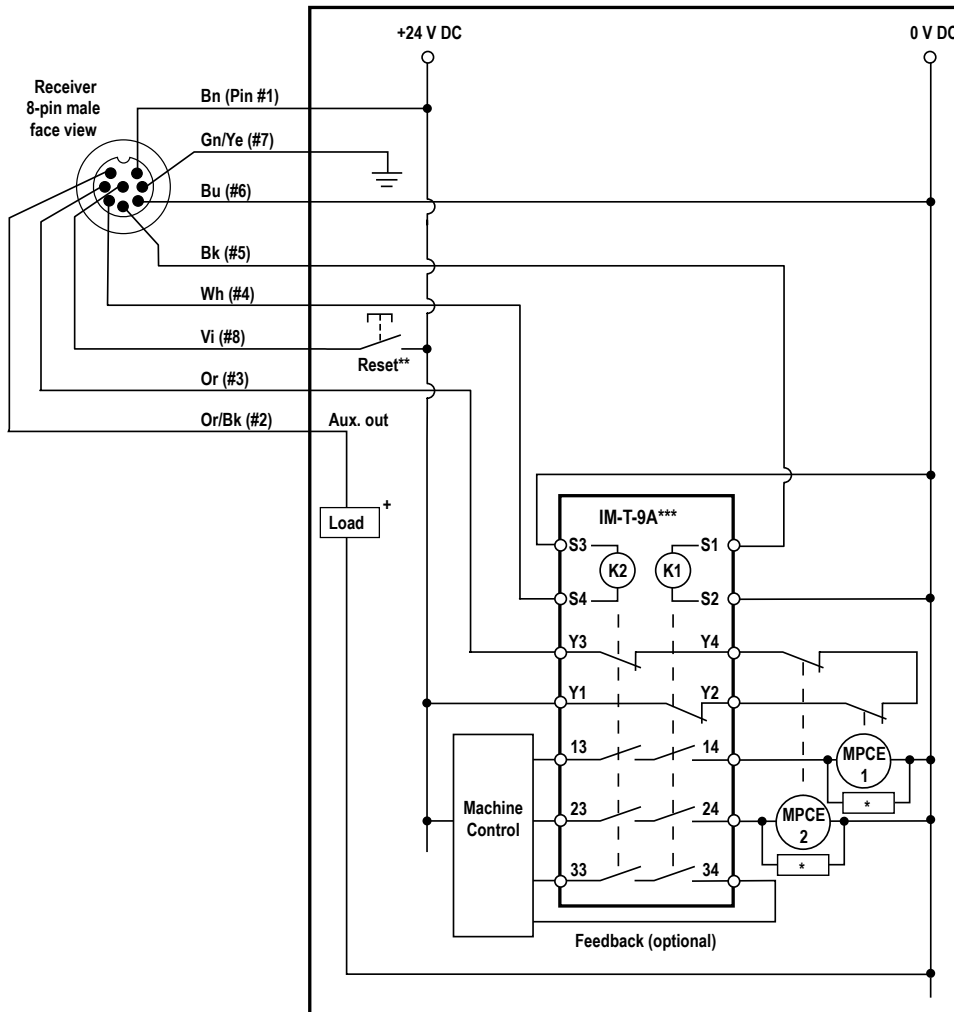 +24 V DC
0 V DC
Receiver
8-pin male
face view
Bn (Pin #1)
Gn/Ye (#7)
Bu (#6)
Bk (#5)
Wh (#4)
Vi (#8)
Reset**
Or (#3)
Or/Bk (#2)
Aux. out
+
Load
IM-T-9A***
S3
S1
K2
K1
S4
S2
Y3
Y4
Y1
Y2
13
14
MPCE
1
*
Machine
Control
23
24
MPCE
2
*
33
34
Feedback (optional)